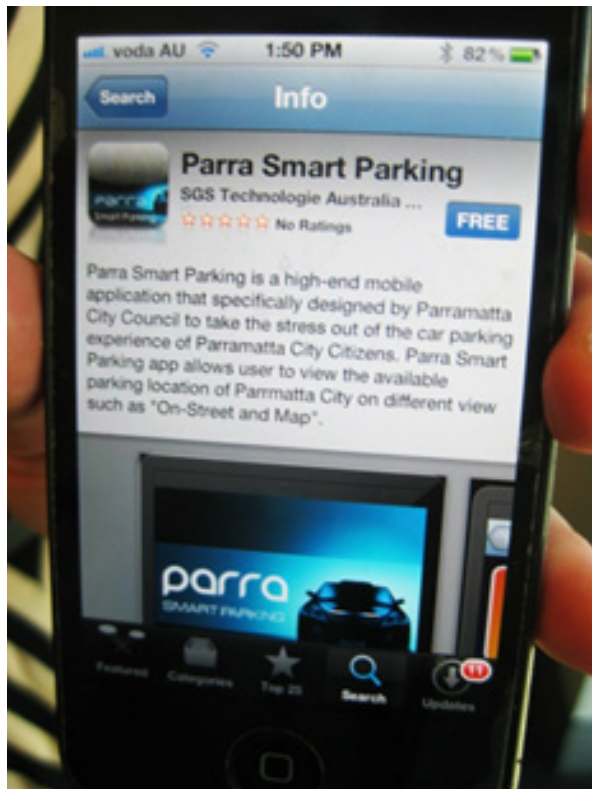 voda AU 1:50 PM 82%
Search Info
Parra Smart Parking
SGS Technologie Australia ...
No Ratings FREE
parra
Smart Parking
Parra Smart Parking is a high-end mobile
application that specifically designed by Parramatta
City Council to take the stress out of the car parking
experience of Parramatta City Citizens. Parra Smart
Parking app allows user to view the available
parking location of Parrmatta City on different view
such as "On-Street and Map".
parra
SMART PARKING
11
Featured Categories Top 25 Search Updates